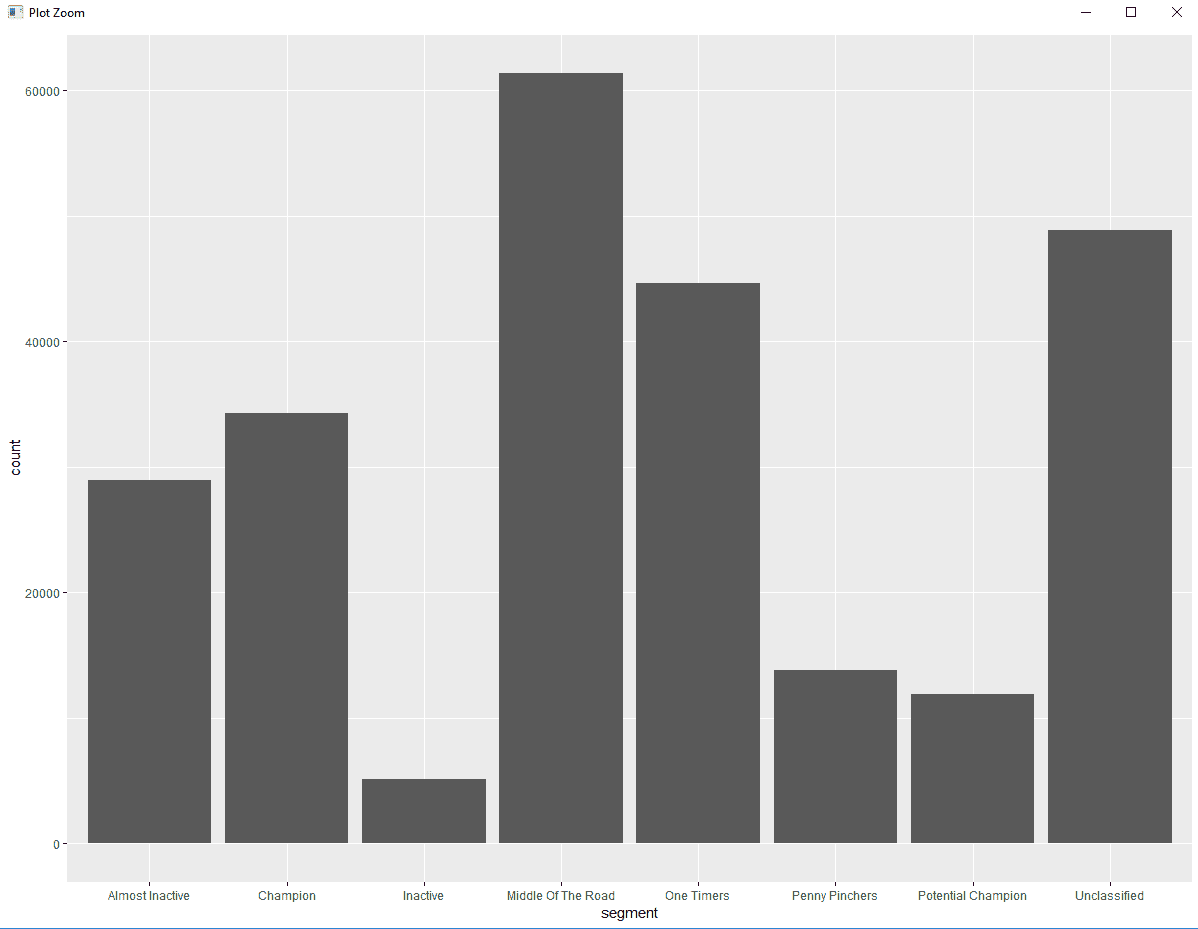 Plot Zoom
60000
40000
20000
0
count
Almost Inactive Champion Inactive Middle Of The Road One Timers Penny Pinchers Potential Champion Unclassified
segment